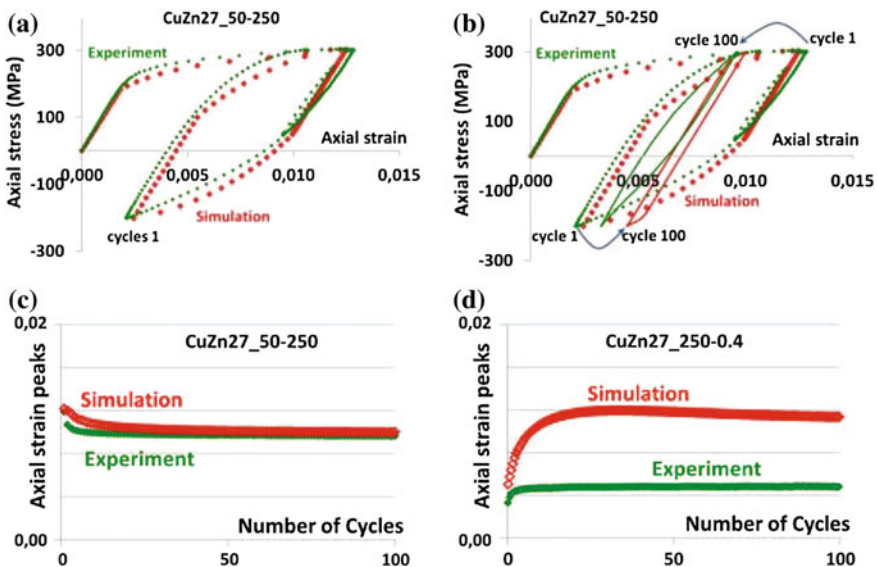 (a)
CuZn27_50-250
Axial stress (MPa)
300
100
-100
-300
0,000
0,005
0,010
0,015
Experiment
Axial strain
Simulation
cycles 1
(b)
CuZn27_50-250
Axial stress (MPa)
300
100
-100
-300
0,000
0,005
0,010
0,015
Experiment
cycle 100
cycle 1
Axial strain
Simulation
cycle 1
cycle 100
(c)
Axial strain peaks
0,02
0,00
CuZn27_50-250
Simulation
Experiment
Number of Cycles
0
50
100
(d)
Axial strain peaks
0,02
0,00
CuZn27_250-0.4
Simulation
Experiment
Number of Cycles
0
50
100